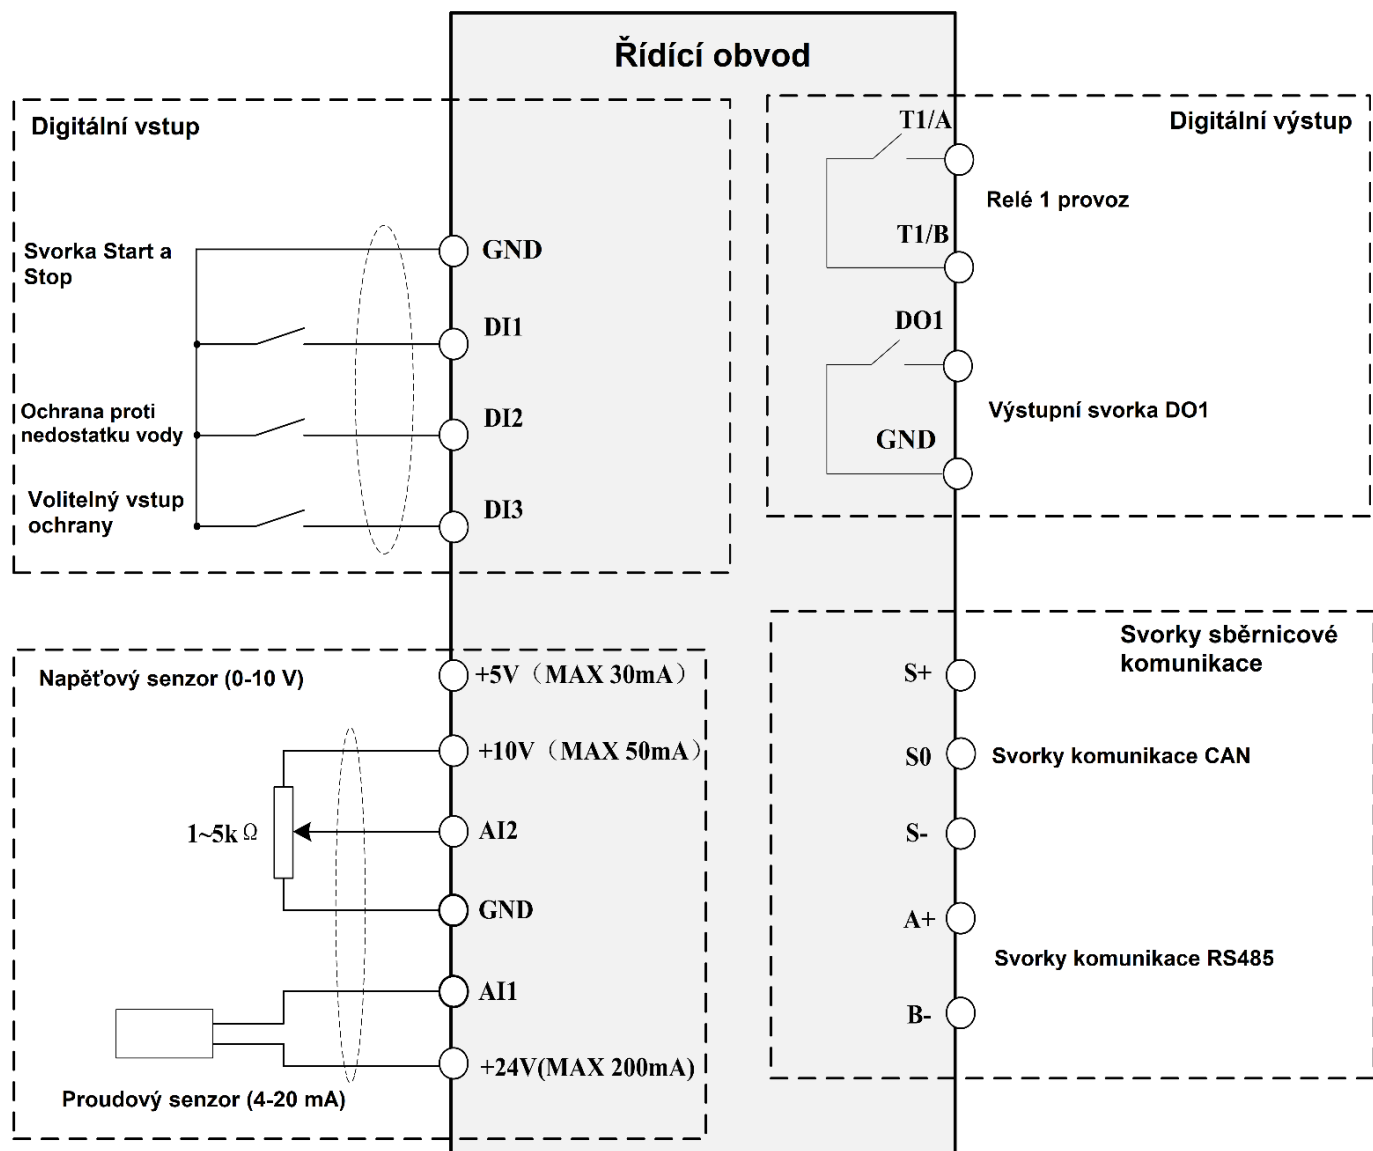 Řídící obvod
Digitální vstup
Svorka Start a
Stop
GND
DI1
Ochrana proti
nedostatku vody
DI2
Volitelný vstup
ochrany
DI3
T1/A
Digitální výstup
Relé 1 provoz
T1/B
DO1
Výstupní svorka DO1
GND
Napěťový senzor (0-10 V)
+5V（MAX 30mA）
+10V（MAX 50mA）
1~5k Ω
AI2
GND
AI1
+24V(MAX 200mA)
Proudový senzor (4-20 mA)
Svorky sběrnicové
komunikace
S+
S0
Svorky komunikace CAN
S-
A+
Svorky komunikace RS485
B-